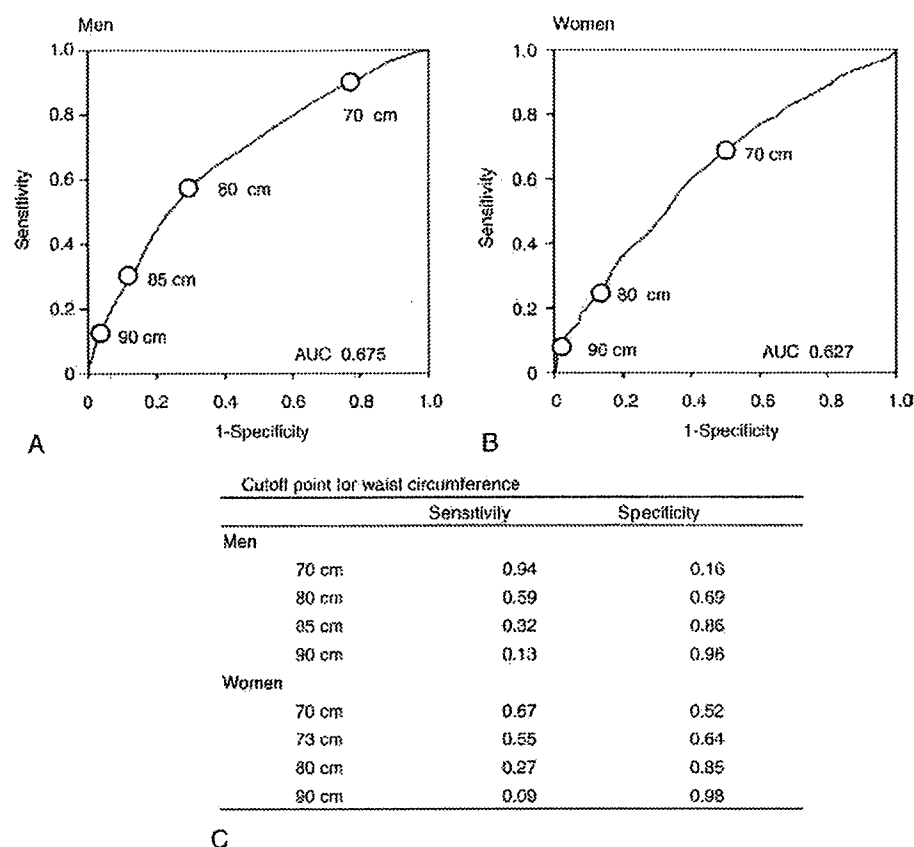 A Men
1.0
0.8
0.6
0.4
0.2
0
Sensitivity
70 cm
80 cm
85 cm
90 cm
AUC 0.675
0 0.2 0.4 0.6 0.8 1.0
1-Specificity
B Women
1.0
0.8
0.6
0.4
0.2
0
Sensitivity
70 cm
80 cm
90 cm
AUC 0.627
0 0.2 0.4 0.6 0.8 1.0
1-Specificity
Cutoff point for waist circumference
Sensitivity Specificity
Men
70 cm 0.94 0.16
80 cm 0.59 0.69
85 cm 0.32 0.86
90 cm 0.13 0.96
Women
70 cm 0.67 0.52
73 cm 0.55 0.64
80 cm 0.27 0.85
90 cm 0.09 0.98
C